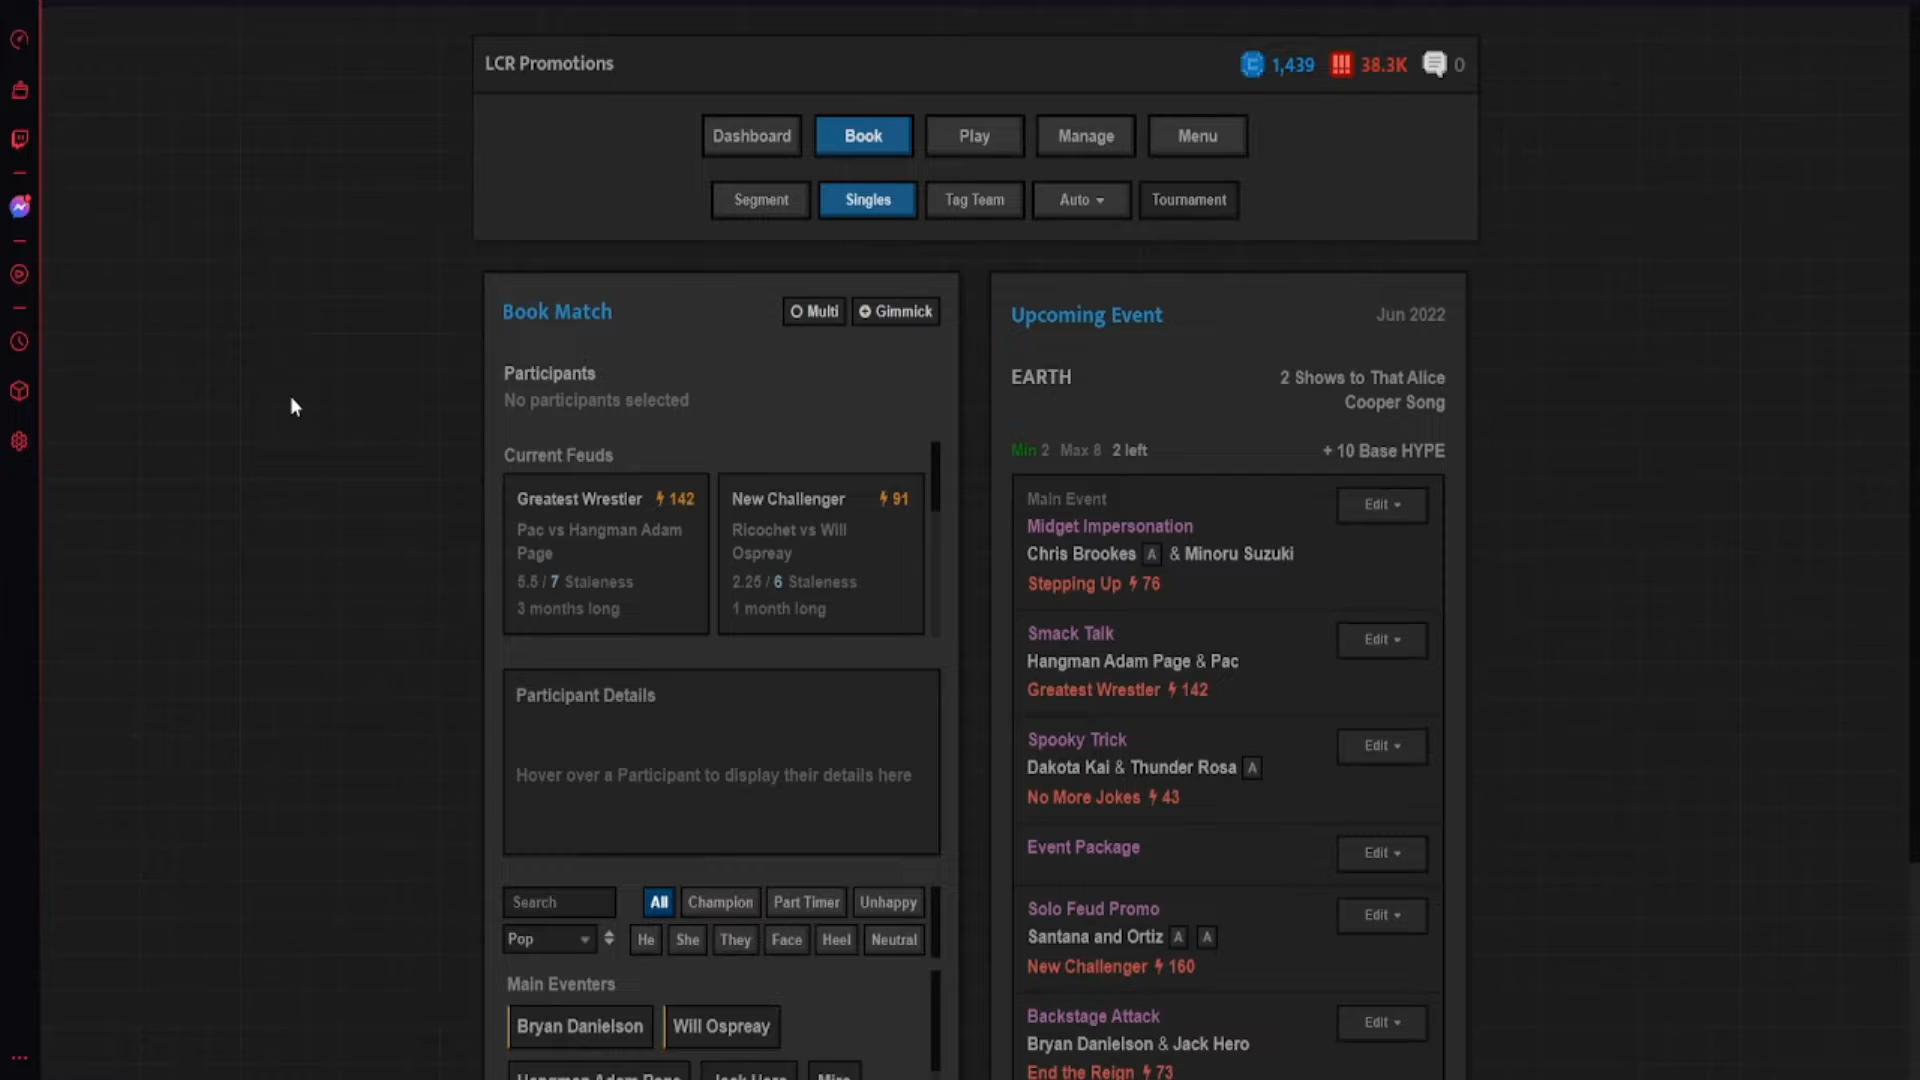 LCR Promotions
1,439 38.3K 0
Dashboard Book Play Manage Menu
Segment Singles Tag Team Auto Tournament
Book Match
Multi Gimmick
Participants
No participants selected
Current Feuds
Greatest Wrestler 142
Pac vs Hangman Adam
Page
5.5 / 7 Staleness
3 months long
New Challenger 91
Ricochet vs Will
Ospreay
2.25 / 6 Staleness
1 month long
Participant Details
Hover over a Participant to display their details here
Search All Champion Part Timer Unhappy
Pop He She They Face Heel Neutral
Main Eventers
Bryan Danielson Will Ospreay
Hangman Adam Page Jack Hero Miro
Upcoming Event Jun 2022
EARTH
2 Shows to That Alice
Cooper Song
Min 2 Max 8 2 left + 10 Base HYPE
Main Event
Edit
Midget Impersonation
Chris Brookes A & Minoru Suzuki
Stepping Up 76
Smack Talk
Edit
Hangman Adam Page & Pac
Greatest Wrestler 142
Spooky Trick
Edit
Dakota Kai & Thunder Rosa A
No More Jokes 43
Event Package
Edit
Solo Feud Promo
Edit
Santana and Ortiz A A
New Challenger 160
Backstage Attack
Edit
Bryan Danielson & Jack Hero
End the Reign 73